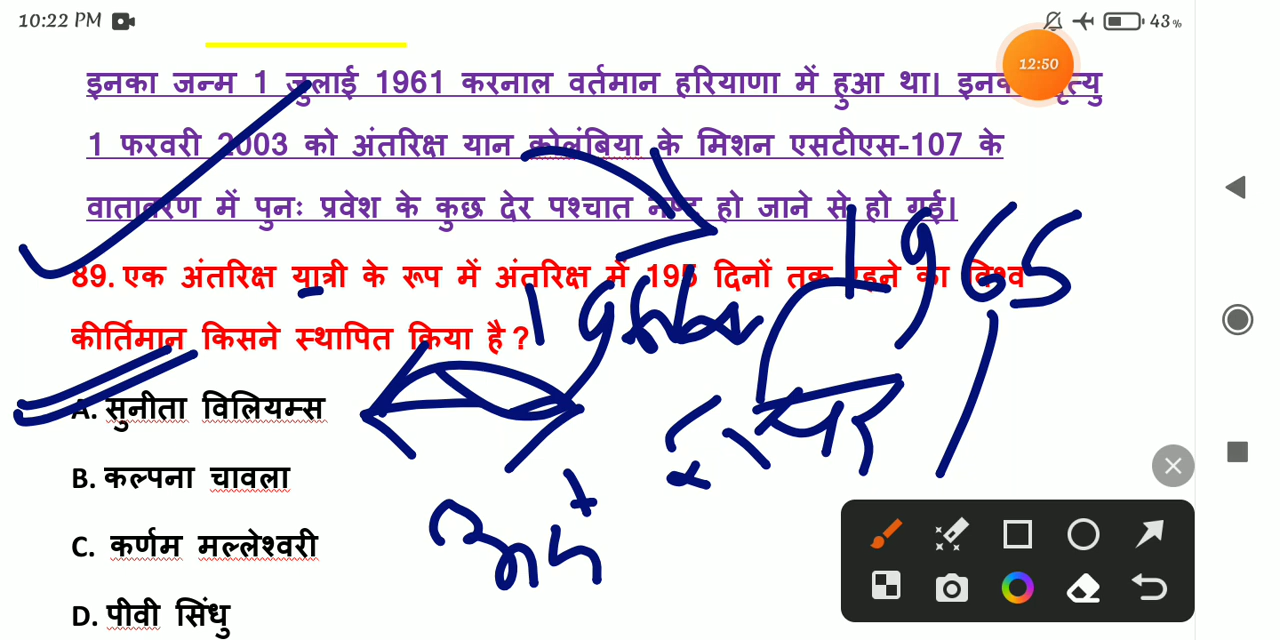 10:22 PM
43%
12:50
इनका जन्म 1 जुलाई 1961 करनाल वर्तमान हरियाणा में हुआ था। इनकी मृत्यु
1 फरवरी 2003 को अंतरिक्ष यान कोलंबिया के मिशन एसटीएस-107 के
वातावरण में पुनः प्रवेश के कुछ देर पश्चात नष्ट हो जाने से हो गई।
89. एक अंतरिक्ष यात्री के रूप में अंतरिक्ष में 195 दिनों तक रहने का विश्व
1965
कीर्तिमान किसने स्थापित किया है ?
A. सुनीता विलियम्स
B. कल्पना चावला
C. कर्णम मल्लेश्वरी
D. पीवी सिंधु